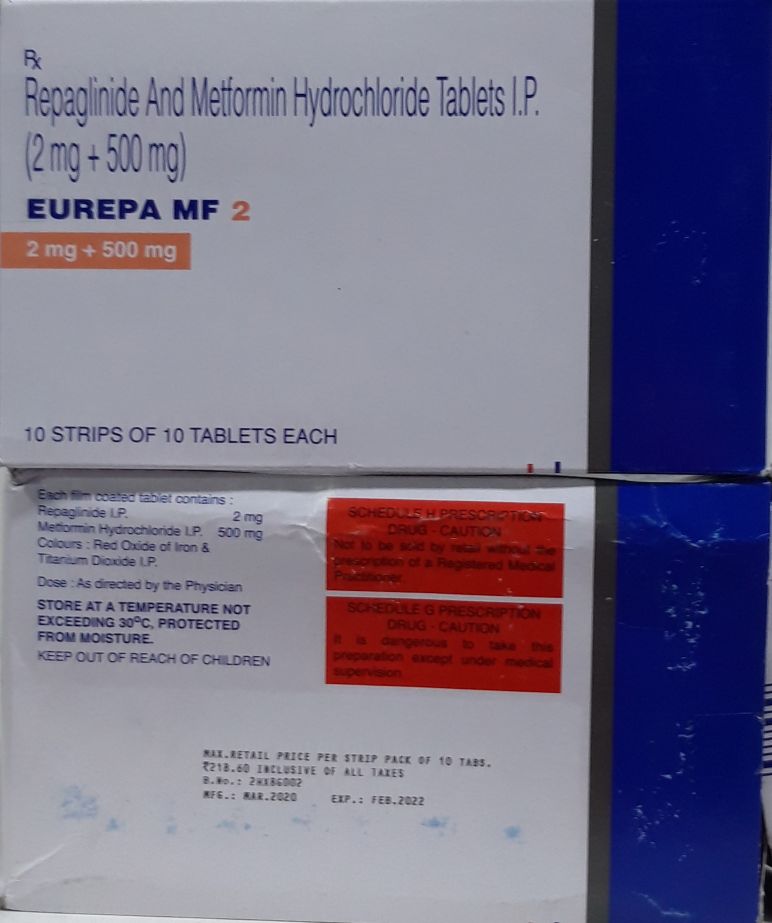 Rx
Repaglinide And Metformin Hydrochloride Tablets I.P.
(2 mg + 500 mg)
EUREPA MF 2
2 mg + 500 mg
10 STRIPS OF 10 TABLETS EACH
Each film coated tablet contains :
Repaglinide I.P. 2 mg
Metformin Hydrochloride I.P. 500 mg
Colours : Red Oxide of Iron &
Titanium Dioxide I.P.
Dose : As directed by the Physician
STORE AT A TEMPERATURE NOT
EXCEEDING 30°C, PROTECTED
FROM MOISTURE.
KEEP OUT OF REACH OF CHILDREN
SCHEDULE H PRESCRIPTION
DRUG - CAUTION
Not to be sold by retail without the
prescription of a Registered Medical
Practitioner.
SCHEDULE G PRESCRIPTION
DRUG - CAUTION
It is dangerous to take this
preparation except under medical
supervision
MAX.RETAIL PRICE PER STRIP PACK OF 10 TABS.
₹218.60 INCLUSIVE OF ALL TAXES
B.No.: 2HX86002
MFG.: MAR.2020 EXP.: FEB.2022